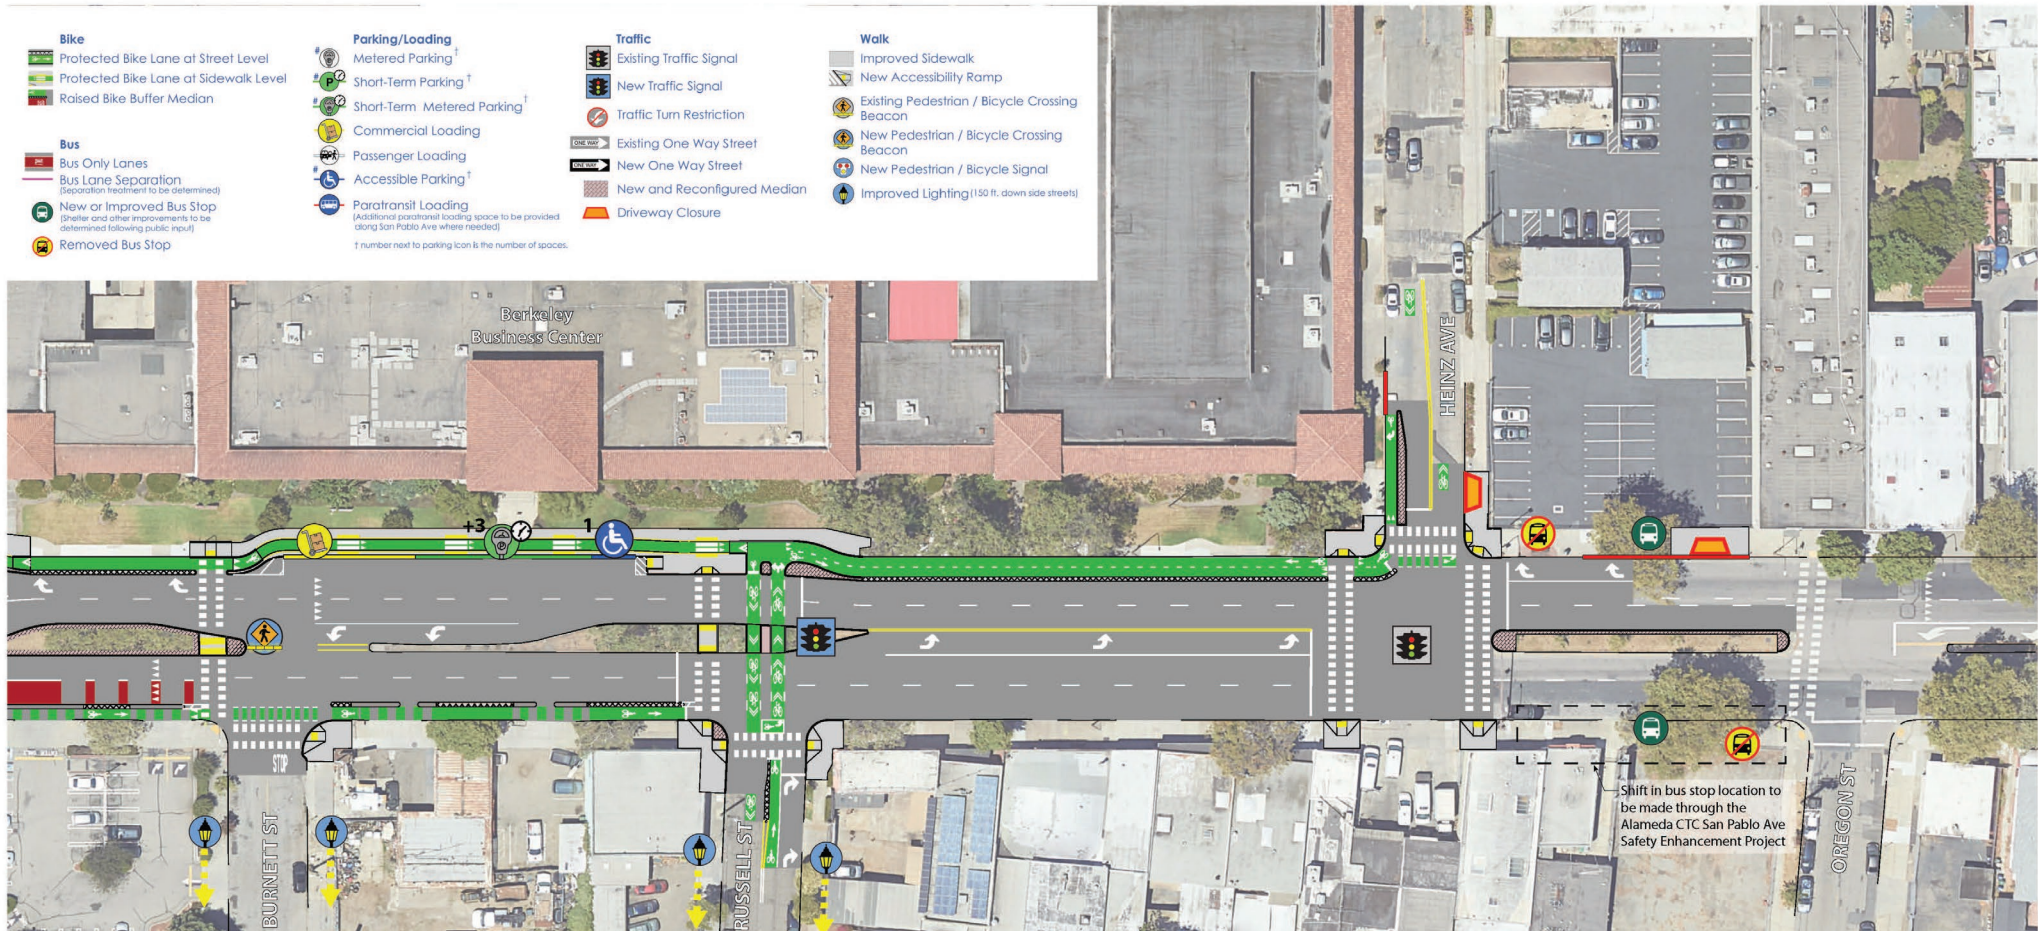 Bike
Protected Bike Lane at Street Level
Protected Bike Lane at Sidewalk Level
Raised Bike Buffer Median
Bus
Bus Only Lanes
Bus Lane Separation
(Separation treatment to be determined)
New or Improved Bus Stop
(Shelter and other improvements to be
determined following public input)
Removed Bus Stop
Parking/Loading
# Metered Parking †
# P Short-Term Parking †
# Short-Term Metered Parking †
Commercial Loading
Passenger Loading
# Accessible Parking †
Paratransit Loading
(Additional paratransit loading space to be provided
along San Pablo Ave where needed)
† number next to parking icon is the number of spaces.
Traffic
Existing Traffic Signal
New Traffic Signal
Traffic Turn Restriction
ONE WAY Existing One Way Street
ONE WAY New One Way Street
New and Reconfigured Median
Driveway Closure
Walk
Improved Sidewalk
New Accessibility Ramp
Existing Pedestrian / Bicycle Crossing
Beacon
New Pedestrian / Bicycle Crossing
Beacon
New Pedestrian / Bicycle Signal
Improved Lighting (150 ft. down side streets)
Berkeley
Business Center
HEINZ AVE
+3
P
1
STOP
BURNETT ST
RUSSELL ST
OREGON ST
Shift in bus stop location to
be made through the
Alameda CTC San Pablo Ave
Safety Enhancement Project